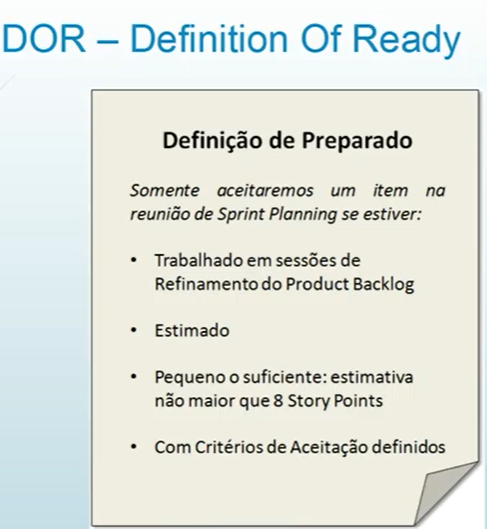 DOR – Definition Of Ready
Definição de Preparado
Somente aceitaremos um item na
reunião de Sprint Planning se estiver:
• Trabalhado em sessões de
Refinamento do Product Backlog
• Estimado
• Pequeno o suficiente: estimativa
não maior que 8 Story Points
• Com Critérios de Aceitação definidos